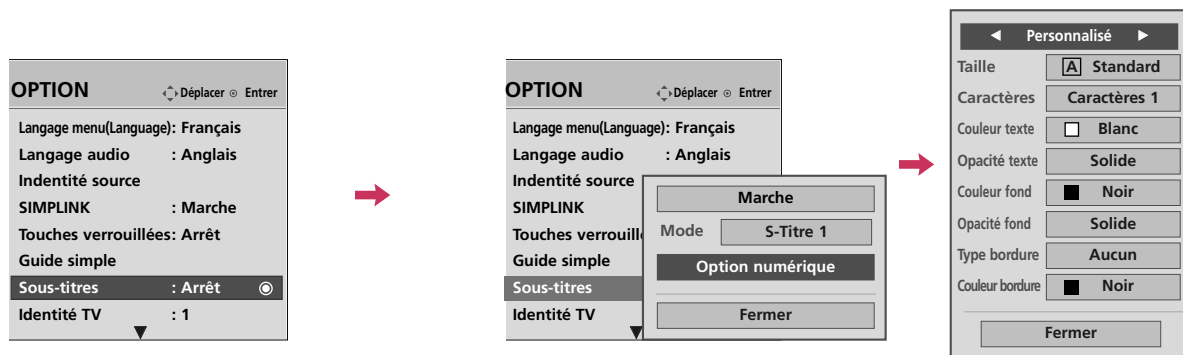 OPTION Déplacer Entrer
Langage menu(Language): Français
Langage audio : Anglais
Indentité source
SIMPLINK : Marche
Touches verrouillées: Arrêt
Guide simple
Sous-titres : Arrêt
Identité TV : 1
OPTION Déplacer Entrer
Langage menu(Language): Français
Langage audio : Anglais
Indentité source
SIMPLINK
Touches verrouillé
Guide simple
Sous-titres
Identité TV
Marche
Mode S-Titre 1
Option numérique
Fermer
Personnalisé
Taille A Standard
Caractères Caractères 1
Couleur texte Blanc
Opacité texte Solide
Couleur fond Noir
Opacité fond Solide
Type bordure Aucun
Couleur bordure Noir
Fermer